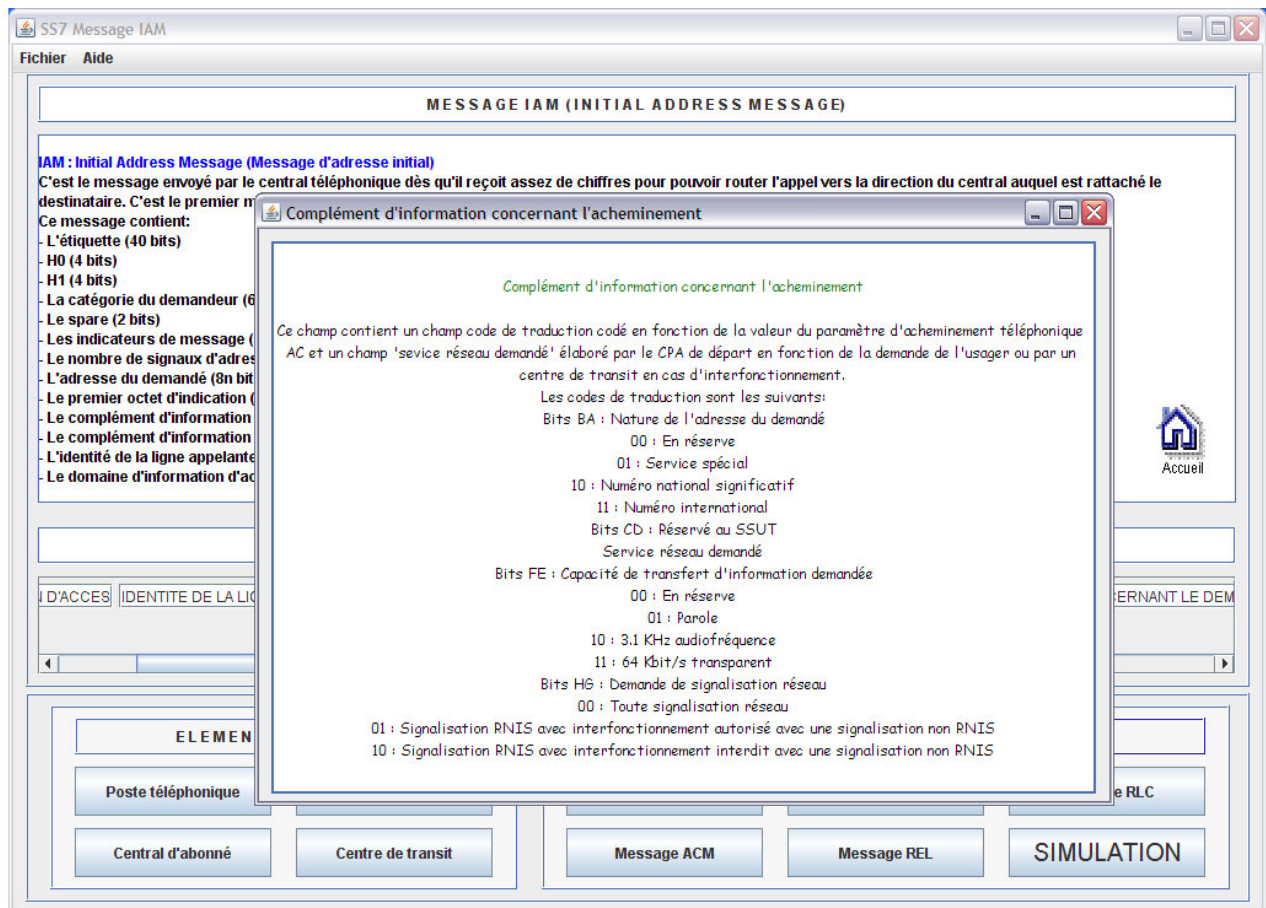 SS7 Message IAM
Fichier Aide
MESSAGE IAM (INITIAL ADDRESS MESSAGE)
IAM : Initial Address Message (Message d'adresse initial)
C'est le message envoyé par le central téléphonique dès qu'il reçoit assez de chiffres pour pouvoir router l'appel vers la direction du central auquel est rattaché le
destinataire. C'est le premier
Ce message contient:
- L'étiquette (40 bits)
- H0 (4 bits)
- H1 (4 bits)
- La catégorie du demandeur (6
- Le spare (2 bits)
- Les indicateurs de message (
- Le nombre de signaux
- L'adresse du demandé (8n
- Le premier octet d'indication (
- Le complément d'information
- Le complément d'information
- L'identité de la ligne appelante
- Le domaine d'information
Accueil
Complément d'information concernant l'acheminement
Complément d'information concernant l'acheminement
Ce champ contient un champ code de traduction codé en fonction de la valeur du paramètre d'acheminement téléphonique
AC et un champ 'sevice réseau demandé' élaboré par le CPA de départ en fonction de la demande de l'usager ou par un
centre de transit en cas d'interfonctionnement.
Les codes de traduction sont les suivants:
Bits BA : Nature de l'adresse du demandé
00 : En réserve
01 : Service spécial
10 : Numéro national significatif
11 : Numéro international
Bits CD : Réservé au SSUT
Service réseau demandé
Bits FE : Capacité de transfert d'information demandée
00 : En réserve
01 : Parole
10 : 3.1 KHz audiofréquence
11 : 64 Kbit/s transparent
Bits HG : Demande de signalisation réseau
00 : Toute signalisation réseau
01 : Signalisation RNIS avec interfonctionnement autorisé avec une signalisation non RNIS
10 : Signalisation RNIS avec interfonctionnement interdit avec une signalisation non RNIS
D'ACCES IDENTITE DE LA
LE DEM
ELEMEN
Poste téléphonique
RLC
Central d'abonné
Centre de transit
Message ACM
Message REL
SIMULATION